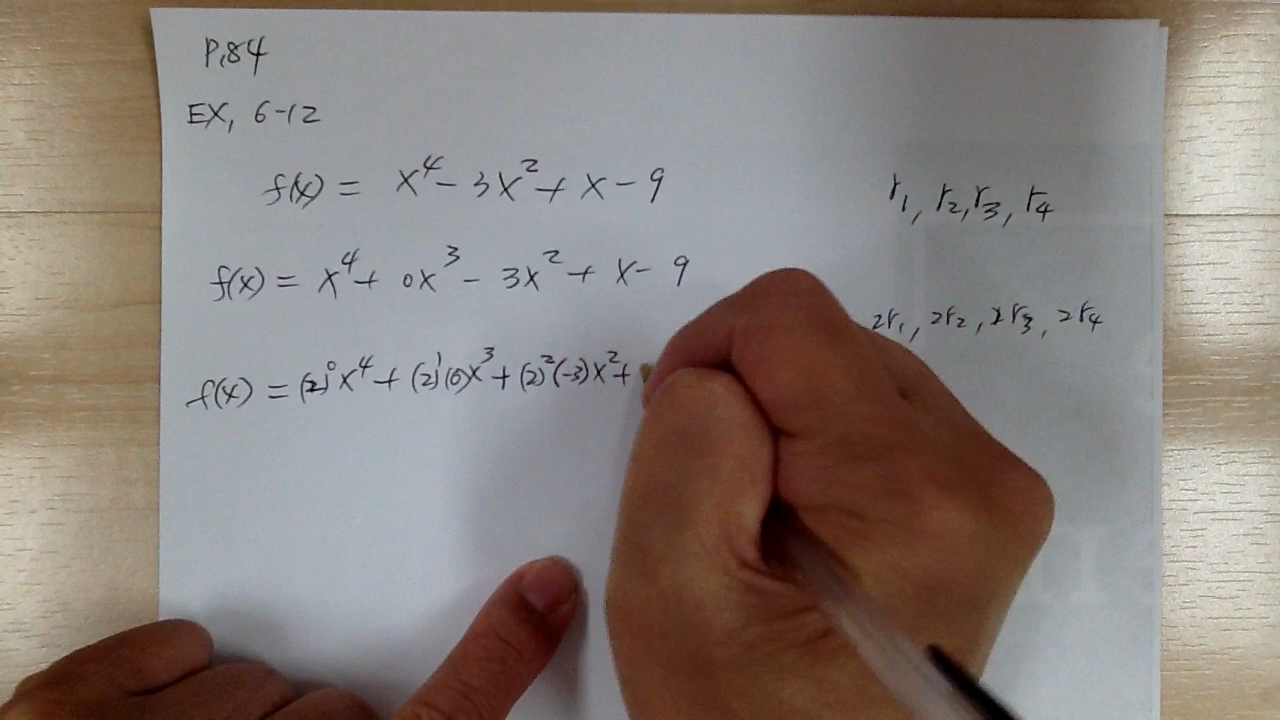 P.84
EX, 6-12
f(x) = x⁴ - 3x² + x - 9
r₁, r₂, r₃, r₄
f(x) = x⁴ + 0x³ - 3x² + x - 9
2r₁, 2r₂, 2r₃, 2r₄
f(x) = (2)⁰x⁴ + (2)¹(0)x³ + (2)²(-3)x² +